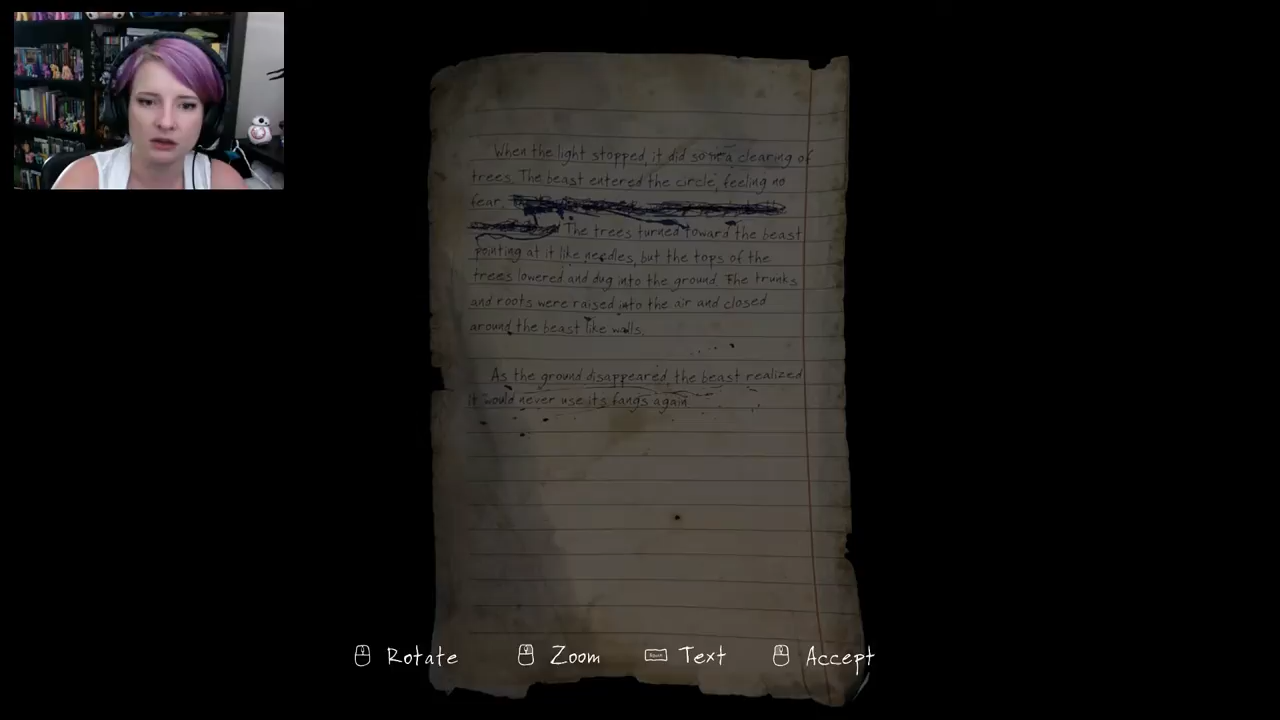 When the light stopped, it did so in a clearing of
trees. The beast entered the circle, feeling no
fear.
The trees turned toward the beast
pointing at it like needles, but the tops of the
trees lowered and dug into the ground. The trunks
and roots were raised into the air and closed
around the beast like walls.
As the ground disappeared, the beast realized
it would never use its fangs again
Rotate Zoom Text Accept